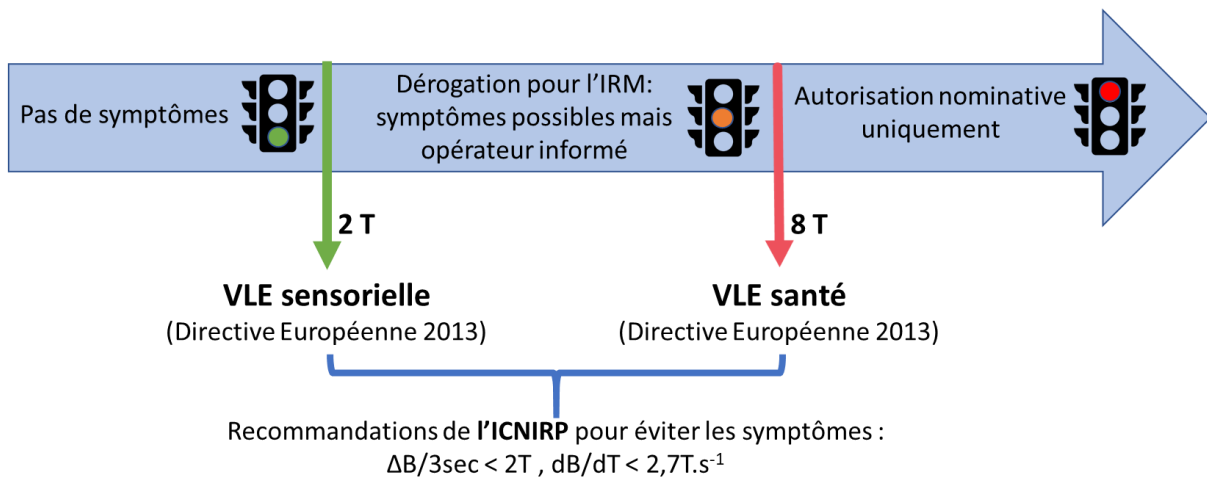 Pas de symptômes
Dérogation pour l’IRM:
symptômes possibles mais
opérateur informé
Autorisation nominative
uniquement
2 T
8 T
VLE sensorielle
(Directive Européenne 2013)
VLE santé
(Directive Européenne 2013)
Recommandations de l’ICNIRP pour éviter les symptômes :
ΔB/3sec < 2T , dB/dT < 2,7T.s⁻¹